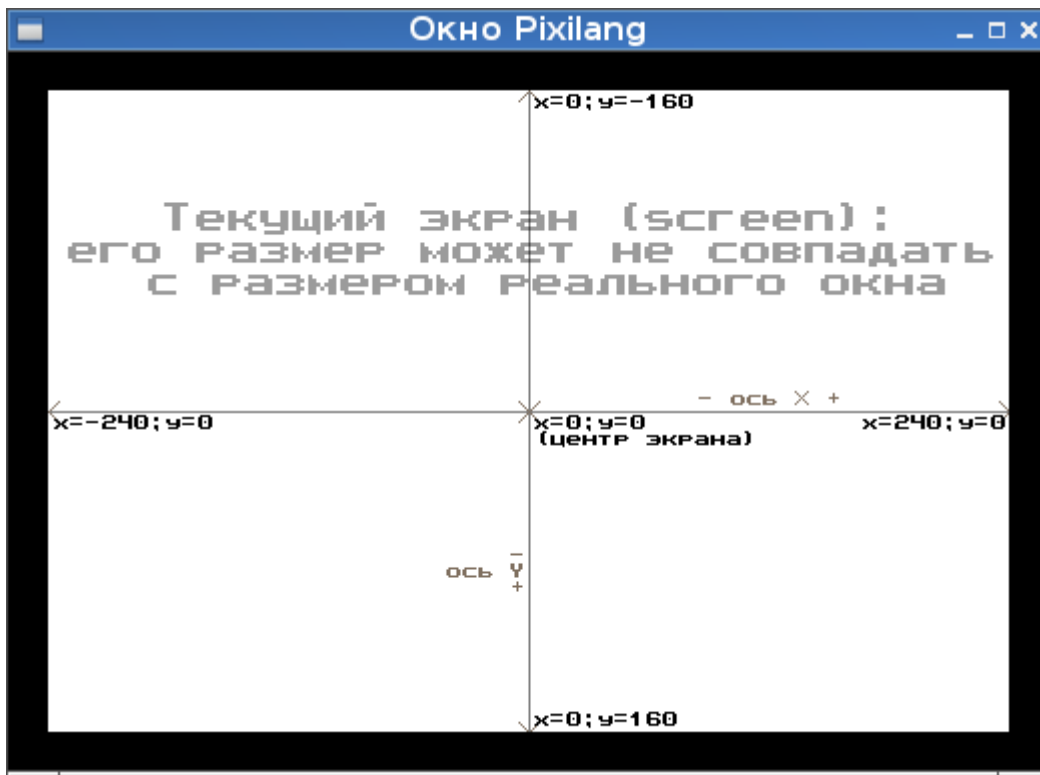 Окно Pixilang
x=0;y=-160
Текущий экран (screen):
его размер может не совпадать
с размером реального окна
- ось X +
x=-240;y=0
x=0;y=0
x=240;y=0
(центр экрана)
-
ось Y
+
x=0;y=160